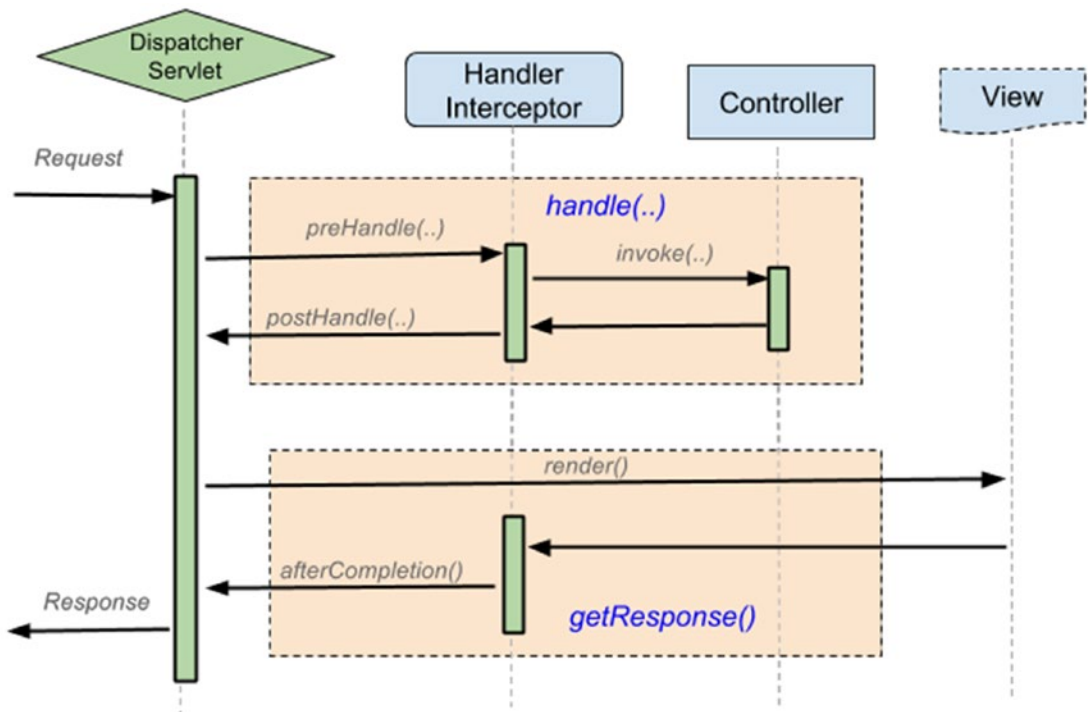 Dispatcher
Servlet
Handler
Interceptor
Controller
View
Request
handle(..)
preHandle(..)
invoke(..)
postHandle(..)
render()
afterCompletion()
Response
getResponse()